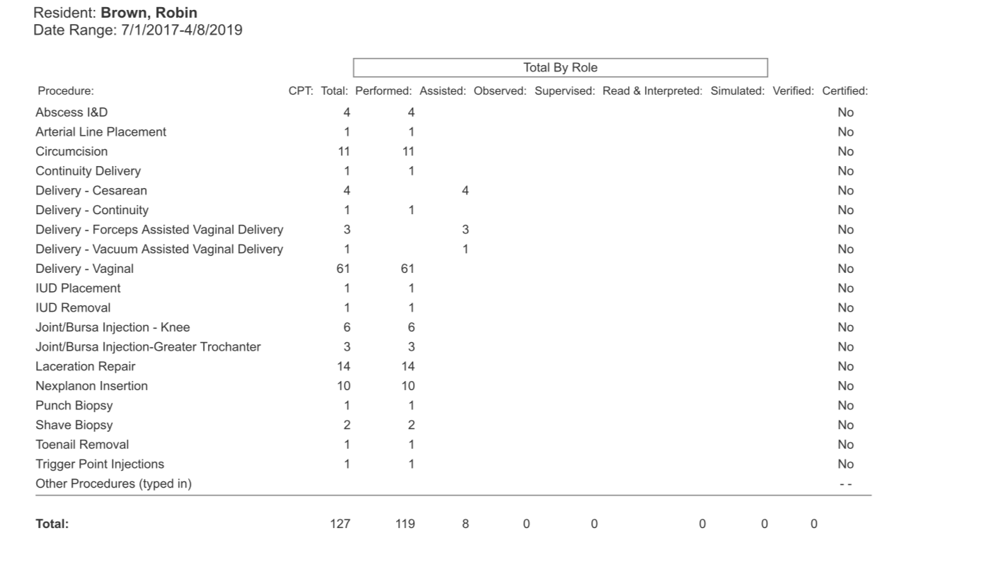 Resident: Brown, Robin
Date Range: 7/1/2017-4/8/2019
Total By Role
Procedure: CPT: Total: Performed: Assisted: Observed: Supervised: Read & Interpreted: Simulated: Verified: Certified:
Abscess I&D 4 4 No
Arterial Line Placement 1 1 No
Circumcision 11 11 No
Continuity Delivery 1 1 No
Delivery - Cesarean 4 4 No
Delivery - Continuity 1 1 No
Delivery - Forceps Assisted Vaginal Delivery 3 3 No
Delivery - Vacuum Assisted Vaginal Delivery 1 1 No
Delivery - Vaginal 61 61 No
IUD Placement 1 1 No
IUD Removal 1 1 No
Joint/Bursa Injection - Knee 6 6 No
Joint/Bursa Injection-Greater Trochanter 3 3 No
Laceration Repair 14 14 No
Nexplanon Insertion 10 10 No
Punch Biopsy 1 1 No
Shave Biopsy 2 2 No
Toenail Removal 1 1 No
Trigger Point Injections 1 1 No
Other Procedures (typed in) - -
Total: 127 119 8 0 0 0 0 0